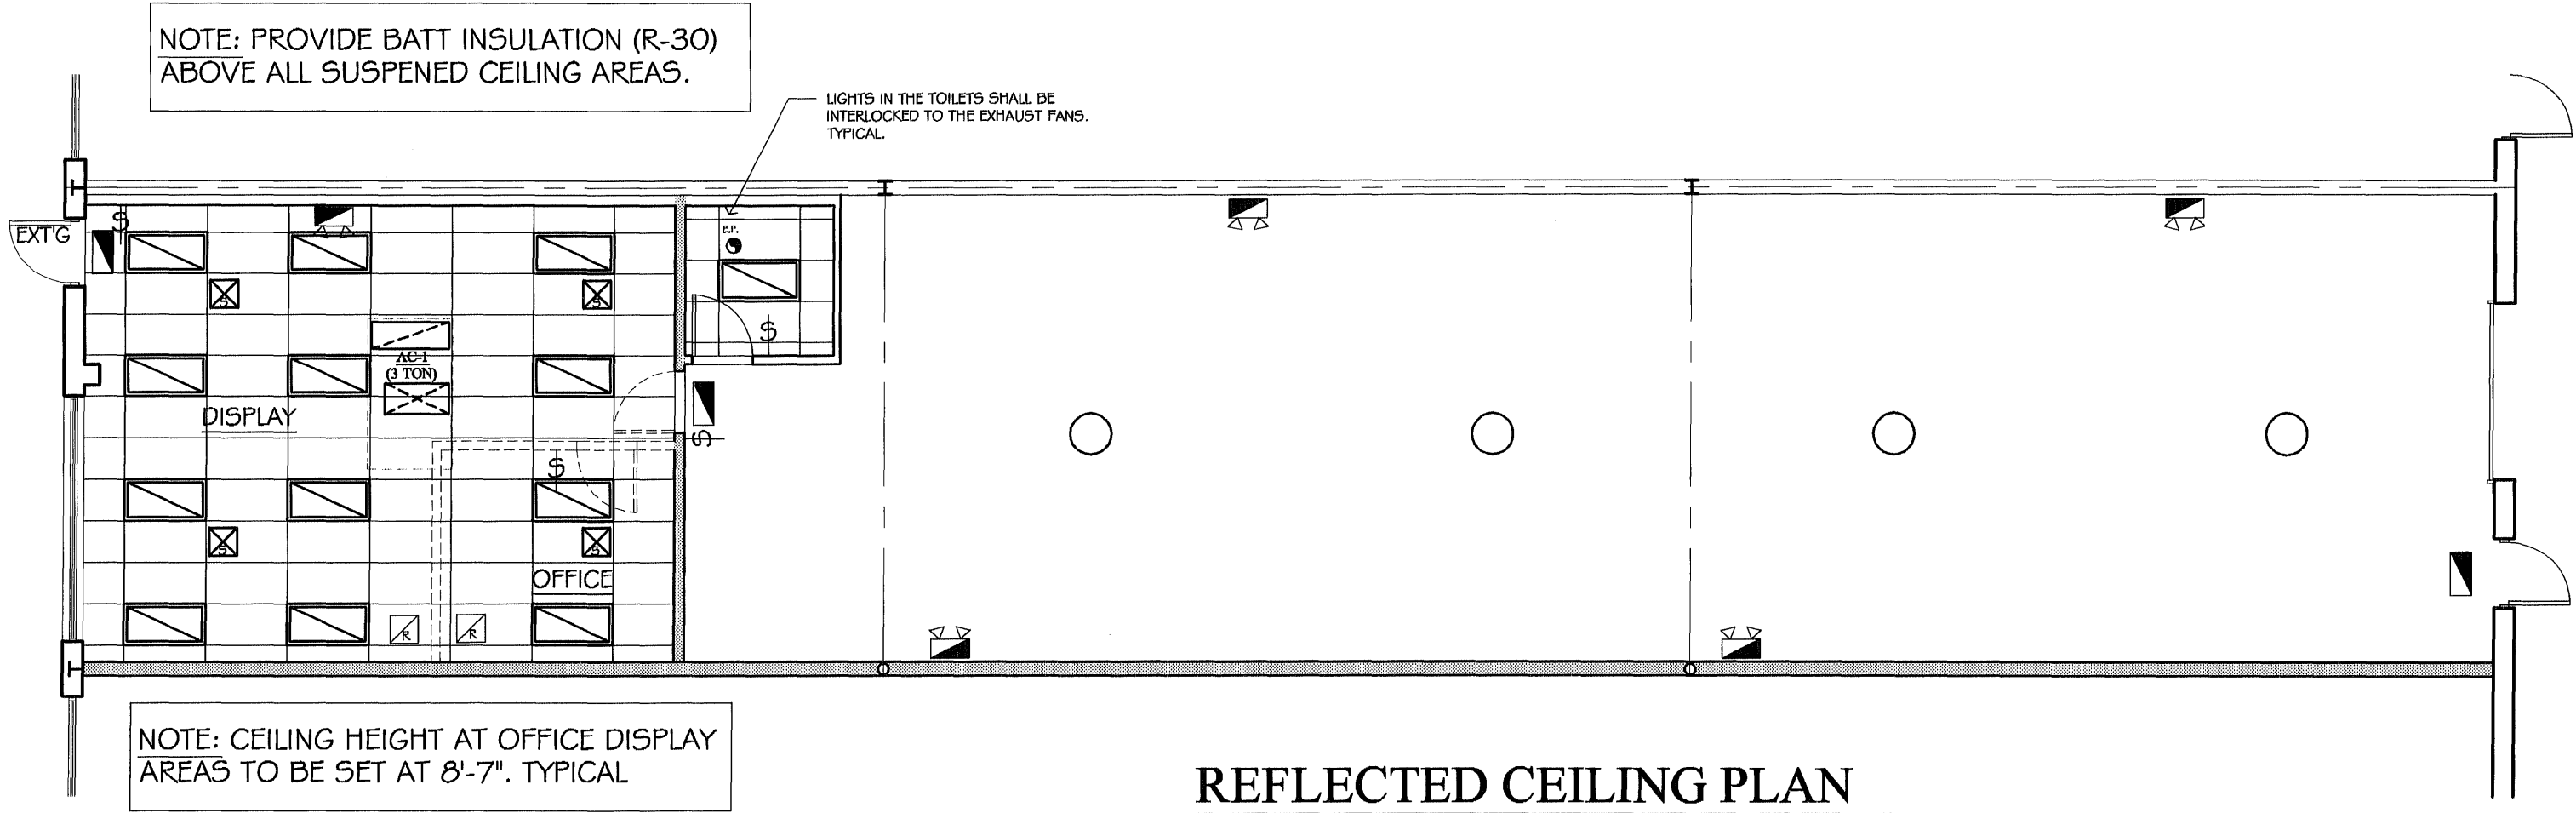 NOTE: PROVIDE BATT INSULATION (R-30)
ABOVE ALL SUSPENED CEILING AREAS.
LIGHTS IN THE TOILETS SHALL BE
INTERLOCKED TO THE EXHAUST FANS.
TYPICAL.
EXT'G
S
E.F.
S
S
S
AC-1
(3 TON)
S
DISPLAY
S
S
S
S
OFFICE
R
R
NOTE: CEILING HEIGHT AT OFFICE DISPLAY
AREAS TO BE SET AT 8'-7". TYPICAL
REFLECTED CEILING PLAN